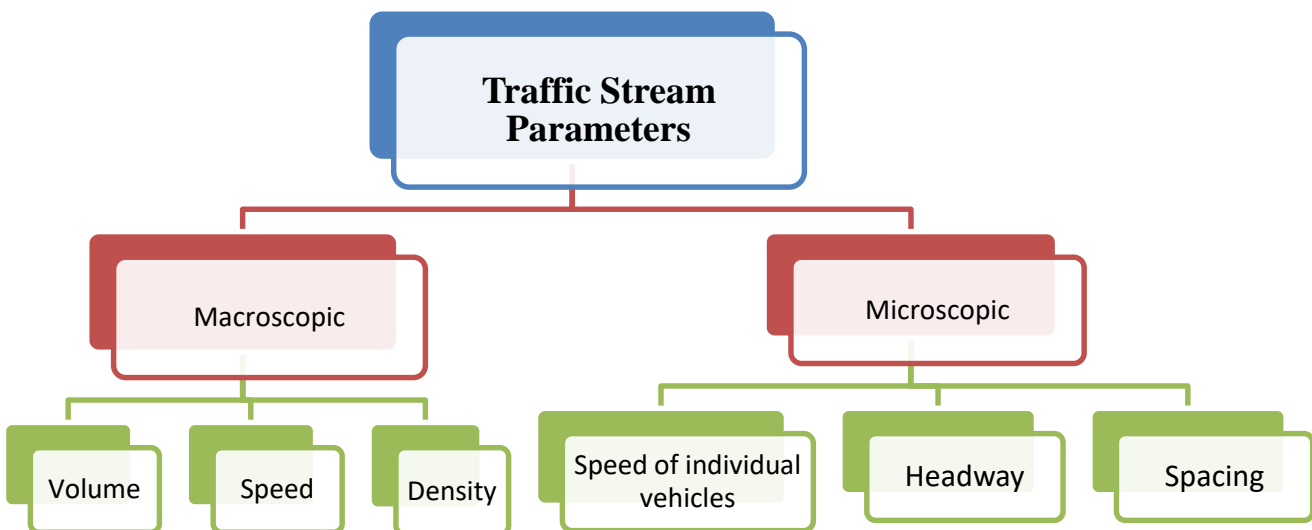 Traffic Stream
Parameters
Macroscopic
Microscopic
Volume
Speed
Density
Speed of individual
vehicles
Headway
Spacing